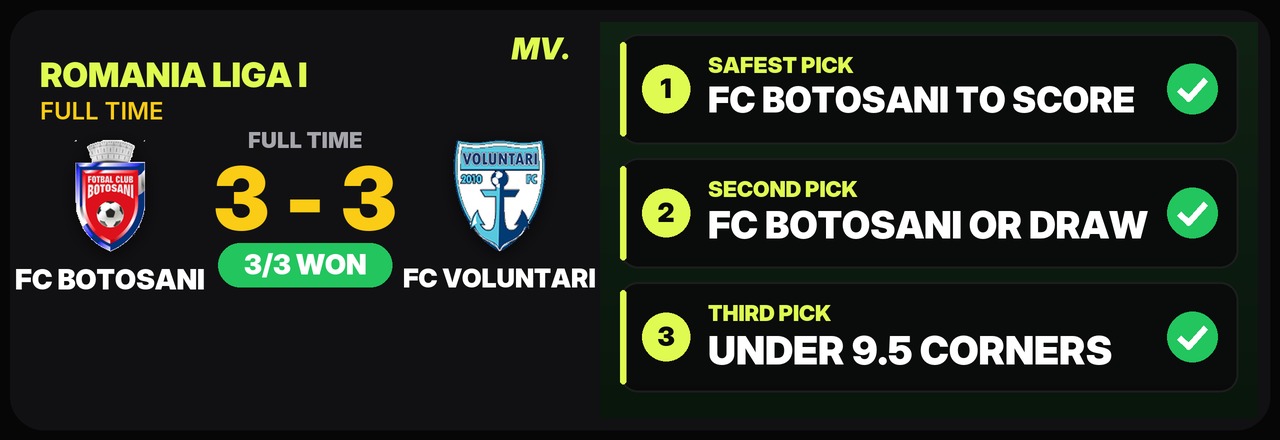 MV.
ROMANIA LIGA I
FULL TIME
FULL TIME
3 - 3
3/3 WON
FOTBAL CLUB
BOTOSANI
FC BOTOSANI
VOLUNTARI
2010 FC
FC VOLUNTARI
1
SAFEST PICK
FC BOTOSANI TO SCORE
2
SECOND PICK
FC BOTOSANI OR DRAW
3
THIRD PICK
UNDER 9.5 CORNERS